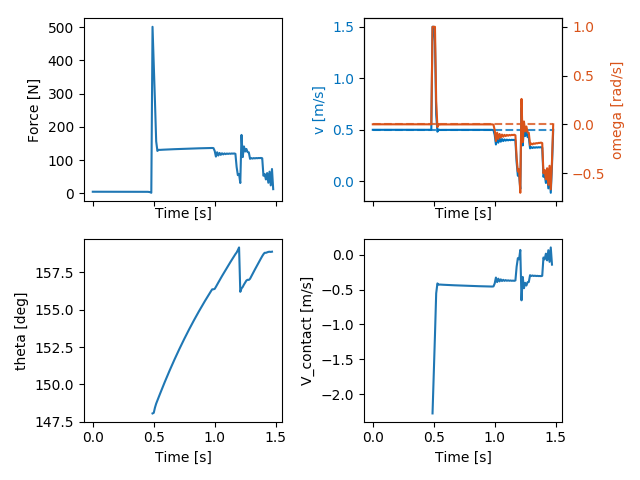 Force [N]
500
400
300
200
100
0
Time [s]
v [m/s]
1.5
1.0
0.5
0.0
1.0
0.5
0.0
−0.5
omega [rad/s]
Time [s]
theta [deg]
157.5
155.0
152.5
150.0
147.5
0.0 0.5 1.0 1.5
Time [s]
V_contact [m/s]
0.0
−0.5
−1.0
−1.5
−2.0
0.0 0.5 1.0 1.5
Time [s]